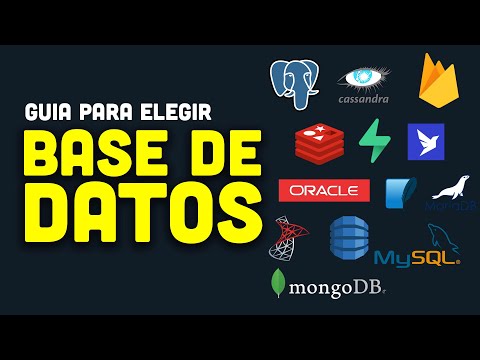 GUIA PARA ELEGIR
BASE DE
DATOS
cassandra
ORACLE
MySQL®
mongoDB